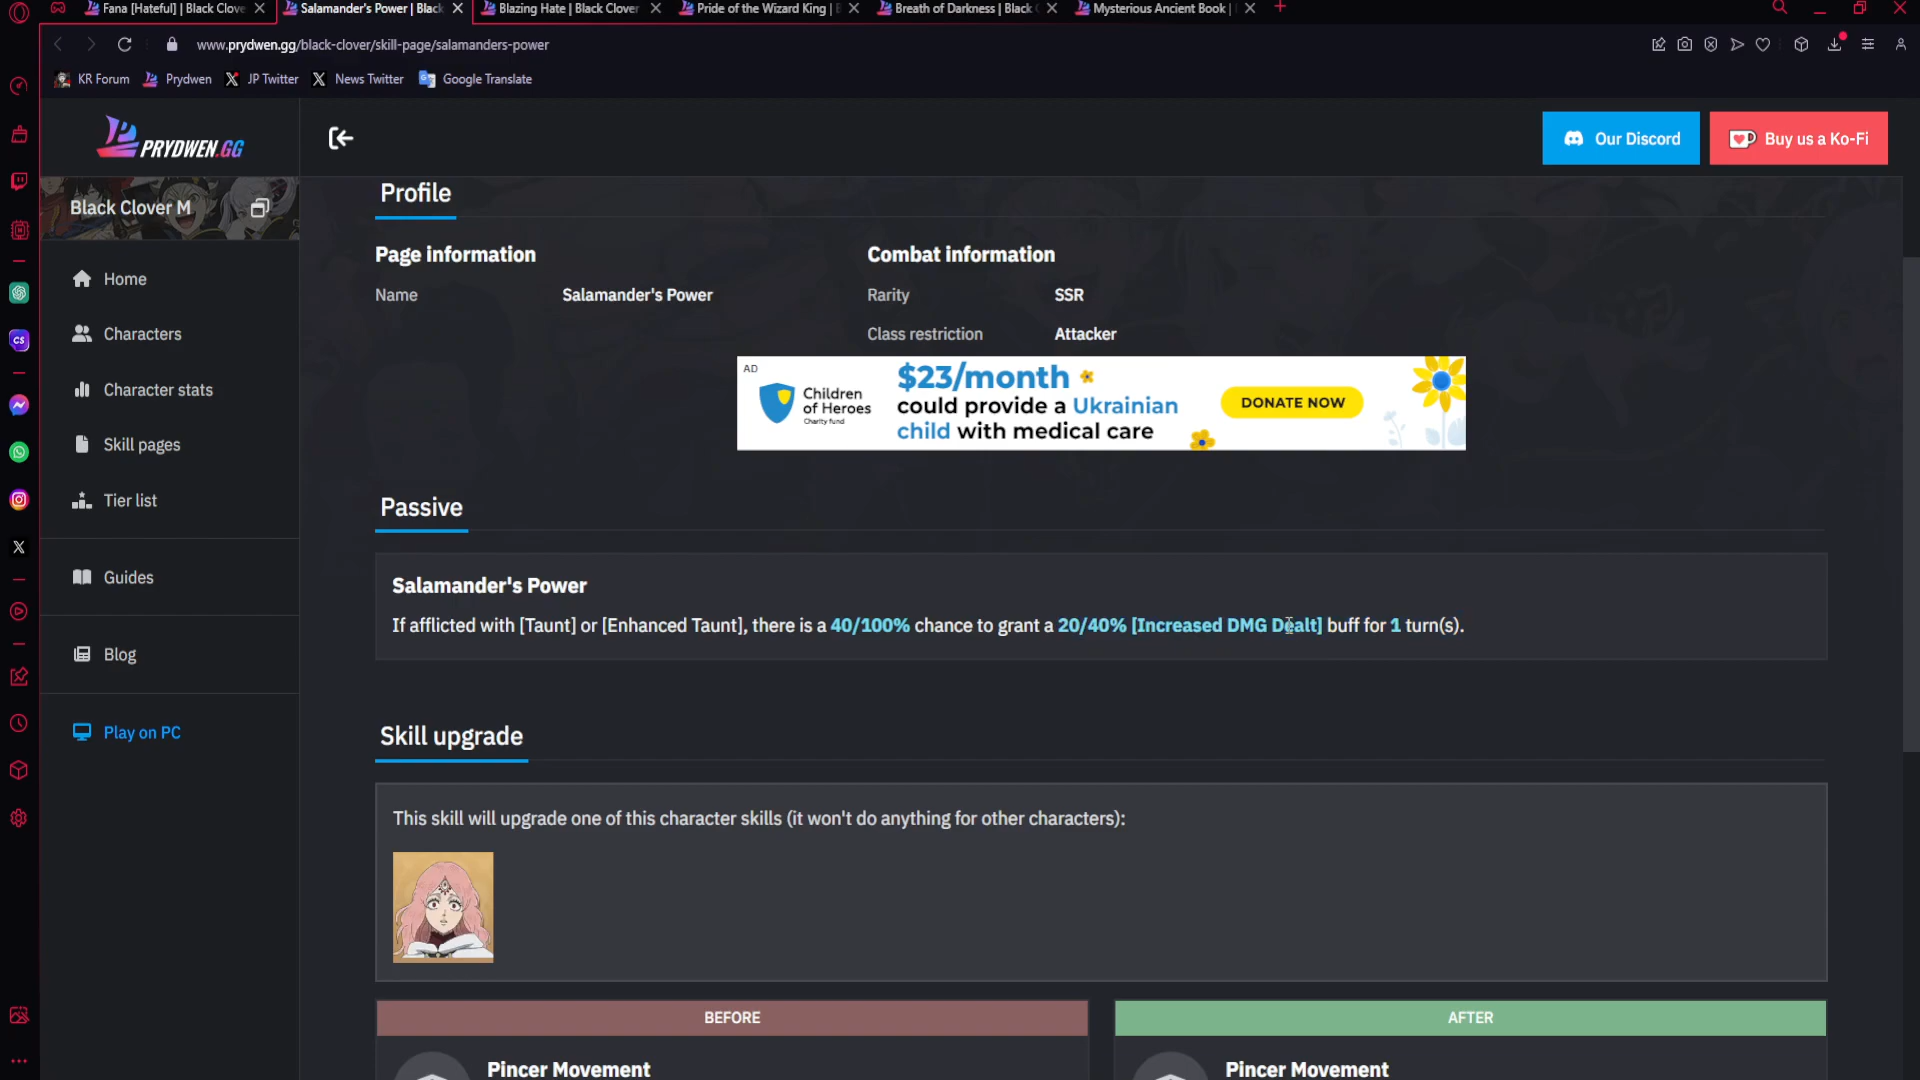 Fana [Hateful] | Black Clove
Salamander's Power | Black
Blazing Hate | Black Clover
Pride of the Wizard King |
Breath of Darkness | Black
Mysterious Ancient Book |
www.prydwen.gg/black-clover/skill-page/salamanders-power
KR Forum
Prydwen
JP Twitter
News Twitter
Google Translate
PRYDWEN.GG
Our Discord
Buy us a Ko-Fi
Black Clover M
Home
Characters
Character stats
Skill pages
Tier list
Guides
Blog
Play on PC
CS
Profile
Page information
Combat information
Name Salamander's Power
Rarity SSR
Class restriction Attacker
AD
Children
of Heroes
Charity fund
$23/month
could provide a Ukrainian
child with medical care
DONATE NOW
Passive
Salamander's Power
If afflicted with [Taunt] or [Enhanced Taunt], there is a 40/100% chance to grant a 20/40% [Increased DMG Dealt] buff for 1 turn(s).
Skill upgrade
This skill will upgrade one of this character skills (it won't do anything for other characters):
BEFORE
AFTER
Pincer Movement
Pincer Movement